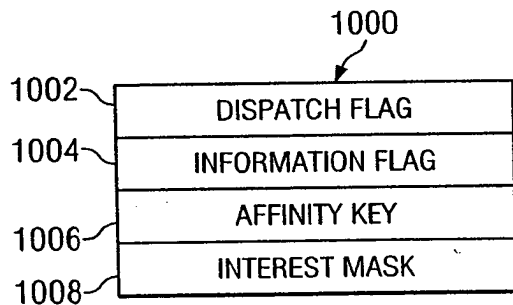 1000
1002 DISPATCH FLAG
1004 INFORMATION FLAG
1006 AFFINITY KEY
1008 INTEREST MASK